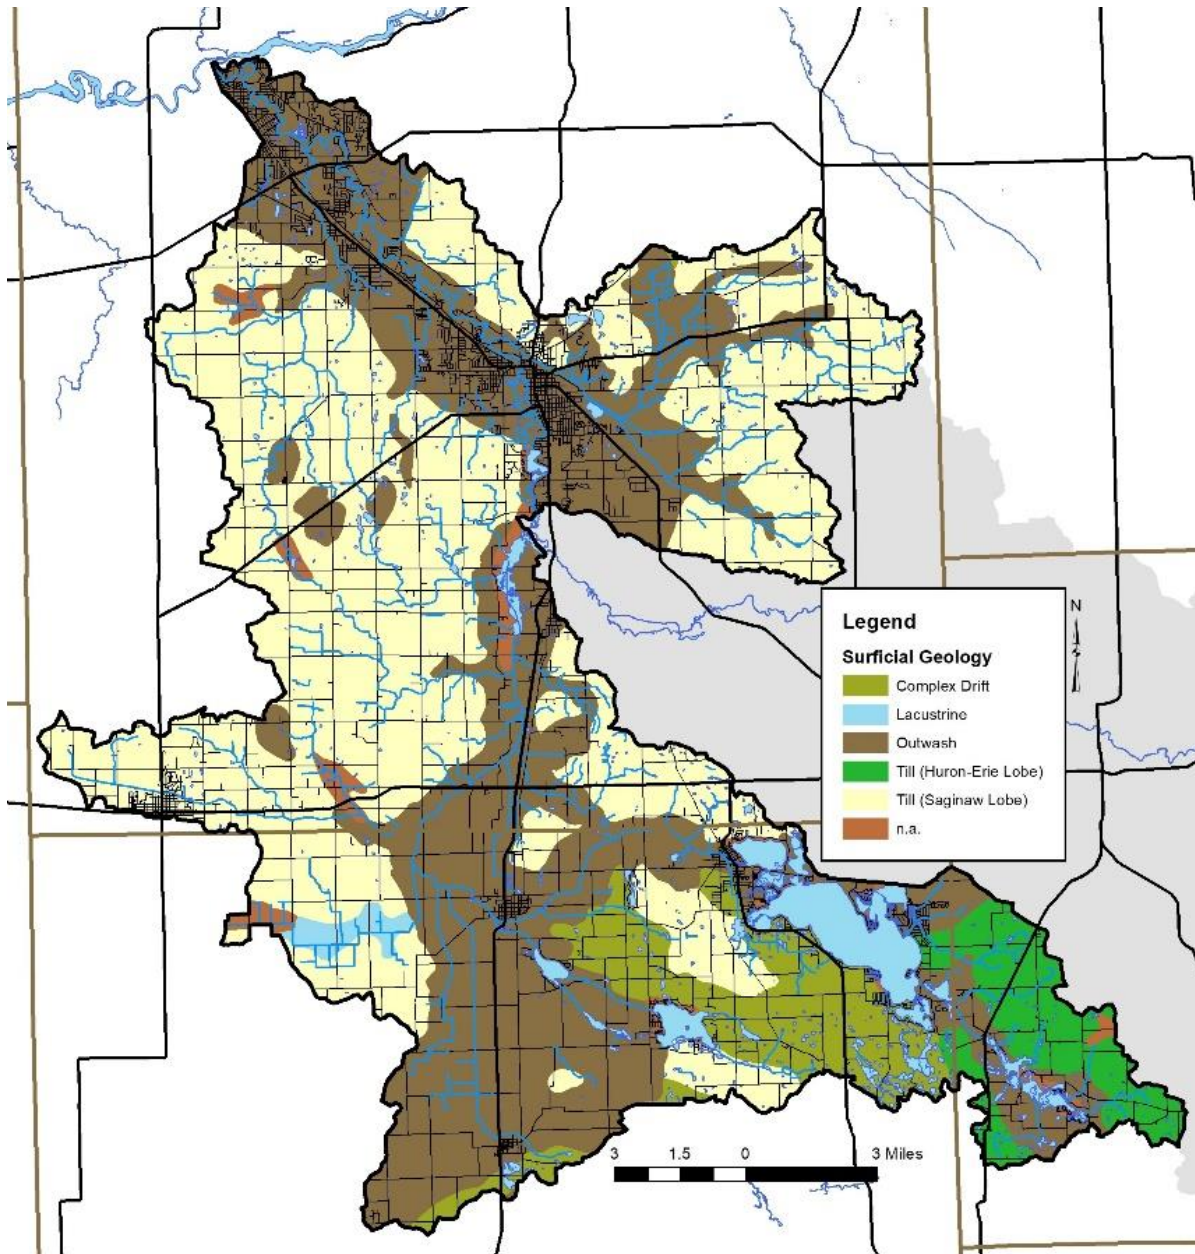 N
Legend
Surficial Geology
Complex Drift
Lacustrine
Outwash
Till (Huron-Erie Lobe)
Till (Saginaw Lobe)
n.a.
3 1.5 0 3 Miles